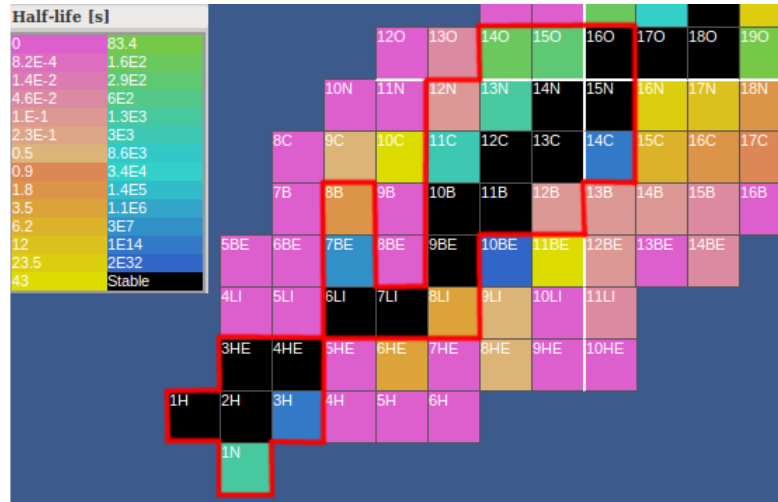 Half-life [s]
0 83.4
8.2E-4 1.6E2
1.4E-2 2.9E2
4.6E-2 6E2
1.E-1 1.3E3
2.3E-1 3E3
0.5 8.6E3
0.9 3.4E4
1.8 1.4E5
3.5 1.1E6
6.2 3E7
12 1E14
23.5 2E32
43 Stable
12O 13O 14O 15O 16O 17O 18O 19O
10N 11N 12N 13N 14N 15N 16N 17N 18N
8C 9C 10C 11C 12C 13C 14C 15C 16C 17C
7B 8B 9B 10B 11B 12B 13B 14B 15B 16B
5BE 6BE 7BE 8BE 9BE 10BE 11BE 12BE 13BE 14BE
4LI 5LI 6LI 7LI 8LI 9LI 10LI 11LI
3HE 4HE 5HE 6HE 7HE 8HE 9HE 10HE
1H 2H 3H 4H 5H 6H
1N